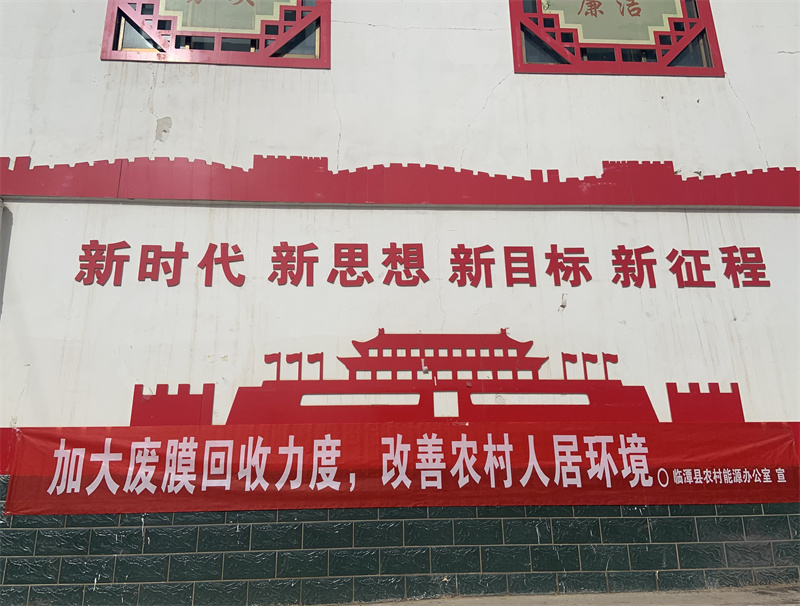 廉洁
新时代 新思想 新目标 新征程
加大废膜回收力度，改善农村人居环境
临潭县农村能源办公室 宣